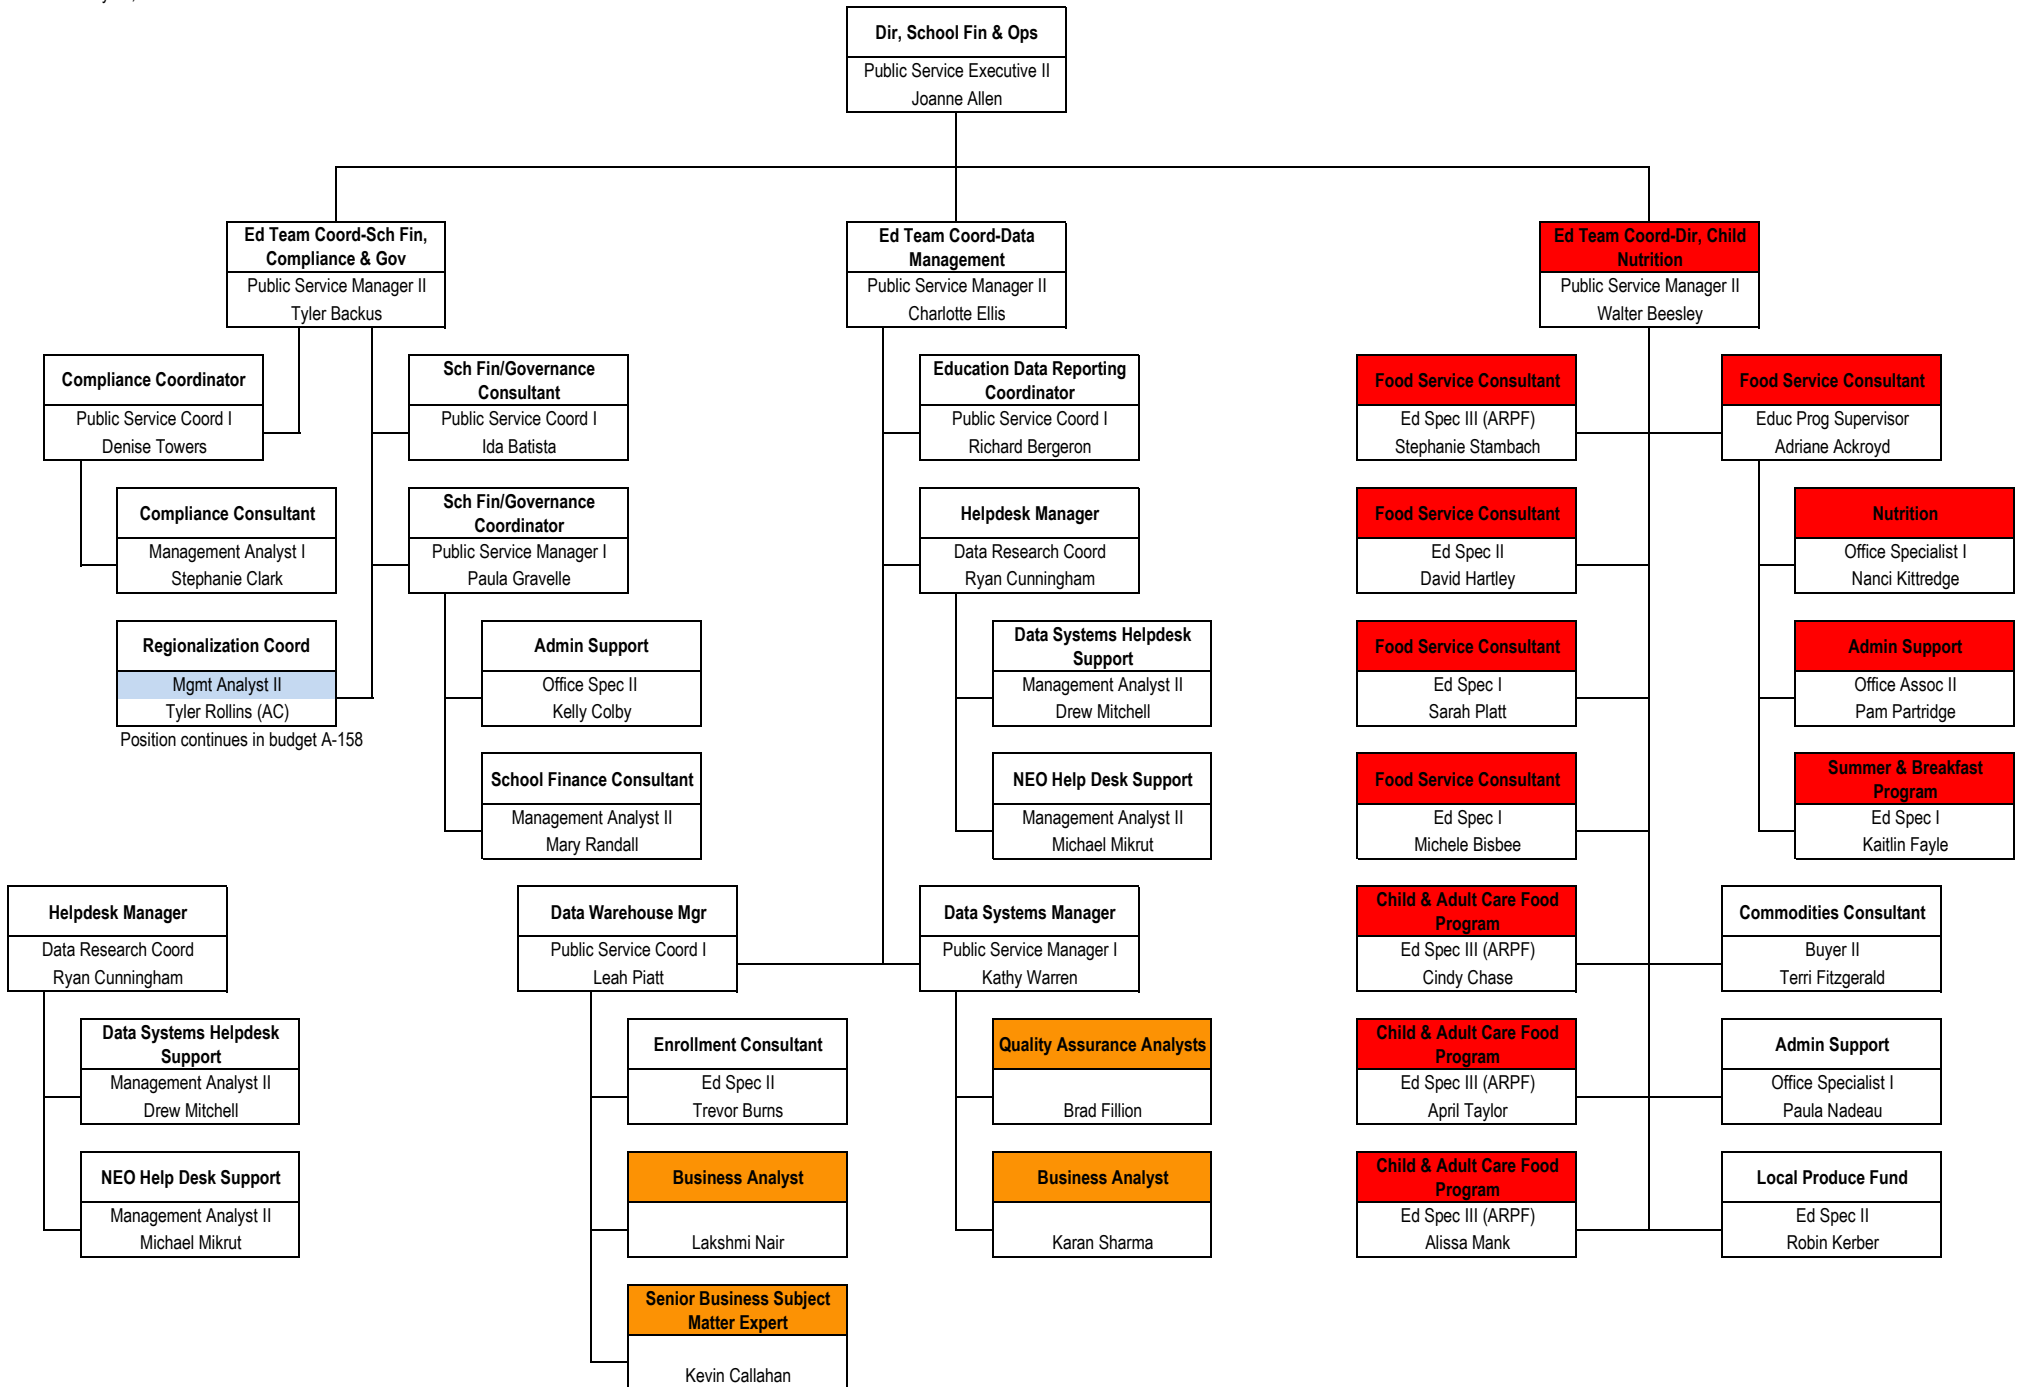 Dir, School Fin & Ops
Public Service Executive II
Joanne Allen
Ed Team Coord-Sch Fin,
Compliance & Gov
Public Service Manager II
Tyler Backus
Ed Team Coord-Data
Management
Public Service Manager II
Charlotte Ellis
Ed Team Coord-Dir, Child
Nutrition
Public Service Manager II
Walter Beesley
Compliance Coordinator
Public Service Coord I
Denise Towers
Sch Fin/Governance
Consultant
Public Service Coord I
Ida Batista
Education Data Reporting
Coordinator
Public Service Coord I
Richard Bergeron
Food Service Consultant
Ed Spec III (ARPF)
Stephanie Stambach
Food Service Consultant
Educ Prog Supervisor
Adriane Ackroyd
Compliance Consultant
Management Analyst I
Stephanie Clark
Sch Fin/Governance
Coordinator
Public Service Manager I
Paula Gravelle
Helpdesk Manager
Data Research Coord
Ryan Cunningham
Food Service Consultant
Ed Spec II
David Hartley
Nutrition
Office Specialist I
Nanci Kittredge
Regionalization Coord
Mgmt Analyst II
Tyler Rollins (AC)
Position continues in budget A-158
Admin Support
Office Spec II
Kelly Colby
Data Systems Helpdesk
Support
Management Analyst II
Drew Mitchell
Food Service Consultant
Ed Spec I
Sarah Platt
Admin Support
Office Assoc II
Pam Partridge
School Finance Consultant
Management Analyst II
Mary Randall
NEO Help Desk Support
Management Analyst II
Michael Mikrut
Food Service Consultant
Ed Spec I
Michele Bisbee
Summer & Breakfast
Program
Ed Spec I
Kaitlin Fayle
Helpdesk Manager
Data Research Coord
Ryan Cunningham
Data Warehouse Mgr
Public Service Coord I
Leah Piatt
Data Systems Manager
Public Service Manager I
Kathy Warren
Child & Adult Care Food
Program
Ed Spec III (ARPF)
Cindy Chase
Commodities Consultant
Buyer II
Terri Fitzgerald
Data Systems Helpdesk
Support
Management Analyst II
Drew Mitchell
Enrollment Consultant
Ed Spec II
Trevor Burns
Quality Assurance Analysts
Brad Fillion
Child & Adult Care Food
Program
Ed Spec III (ARPF)
April Taylor
Admin Support
Office Specialist I
Paula Nadeau
NEO Help Desk Support
Management Analyst II
Michael Mikrut
Business Analyst
Lakshmi Nair
Business Analyst
Karan Sharma
Child & Adult Care Food
Program
Ed Spec III (ARPF)
Alissa Mank
Local Produce Fund
Ed Spec II
Robin Kerber
Senior Business Subject
Matter Expert
Kevin Callahan